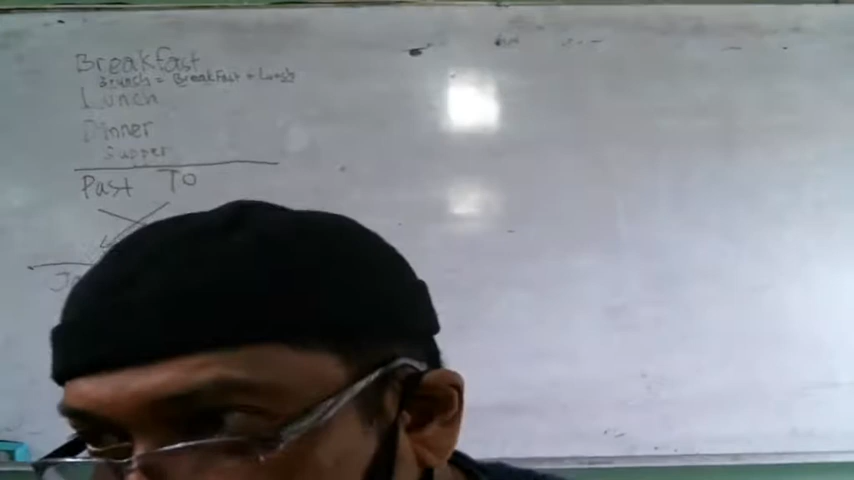 Breakfast
Brunch = Breakfast + Lunch
Lunch
Dinner
Supper
Past To